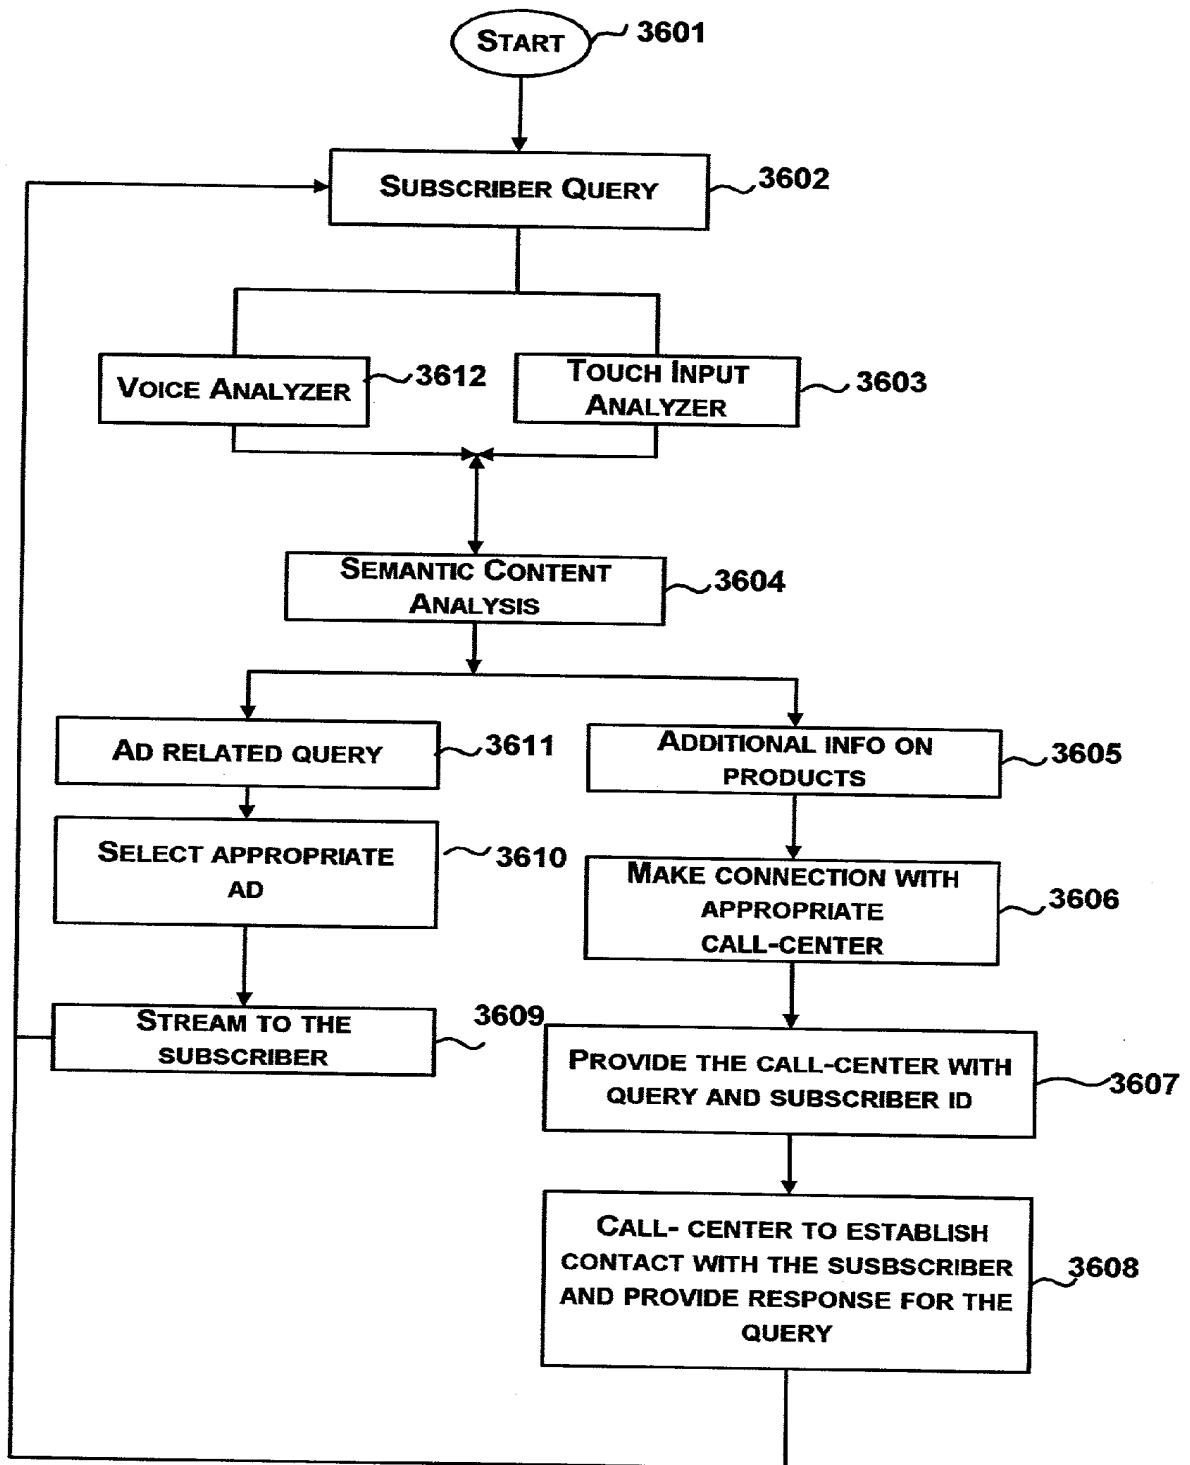 START
3601
SUBSCRIBER QUERY
3602
VOICE ANALYZER
3612
TOUCH INPUT
ANALYZER
3603
SEMANTIC CONTENT
ANALYSIS
3604
AD RELATED QUERY
3611
ADDITIONAL INFO ON
PRODUCTS
3605
SELECT APPROPRIATE
AD
3610
MAKE CONNECTION WITH
APPROPRIATE
CALL-CENTER
3606
STREAM TO THE
SUBSCRIBER
3609
PROVIDE THE CALL-CENTER WITH
QUERY AND SUBSCRIBER ID
3607
CALL- CENTER TO ESTABLISH
CONTACT WITH THE SUSBSCRIBER
AND PROVIDE RESPONSE FOR THE
QUERY
3608